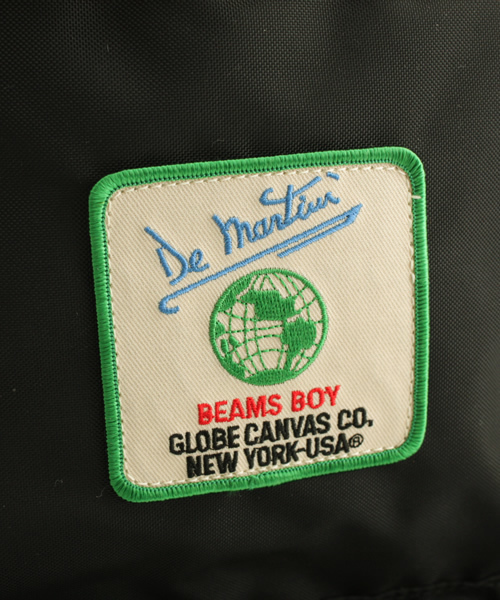 De Martini
BEAMS BOY
GLOBE CANVAS CO.
NEW YORK-USA®